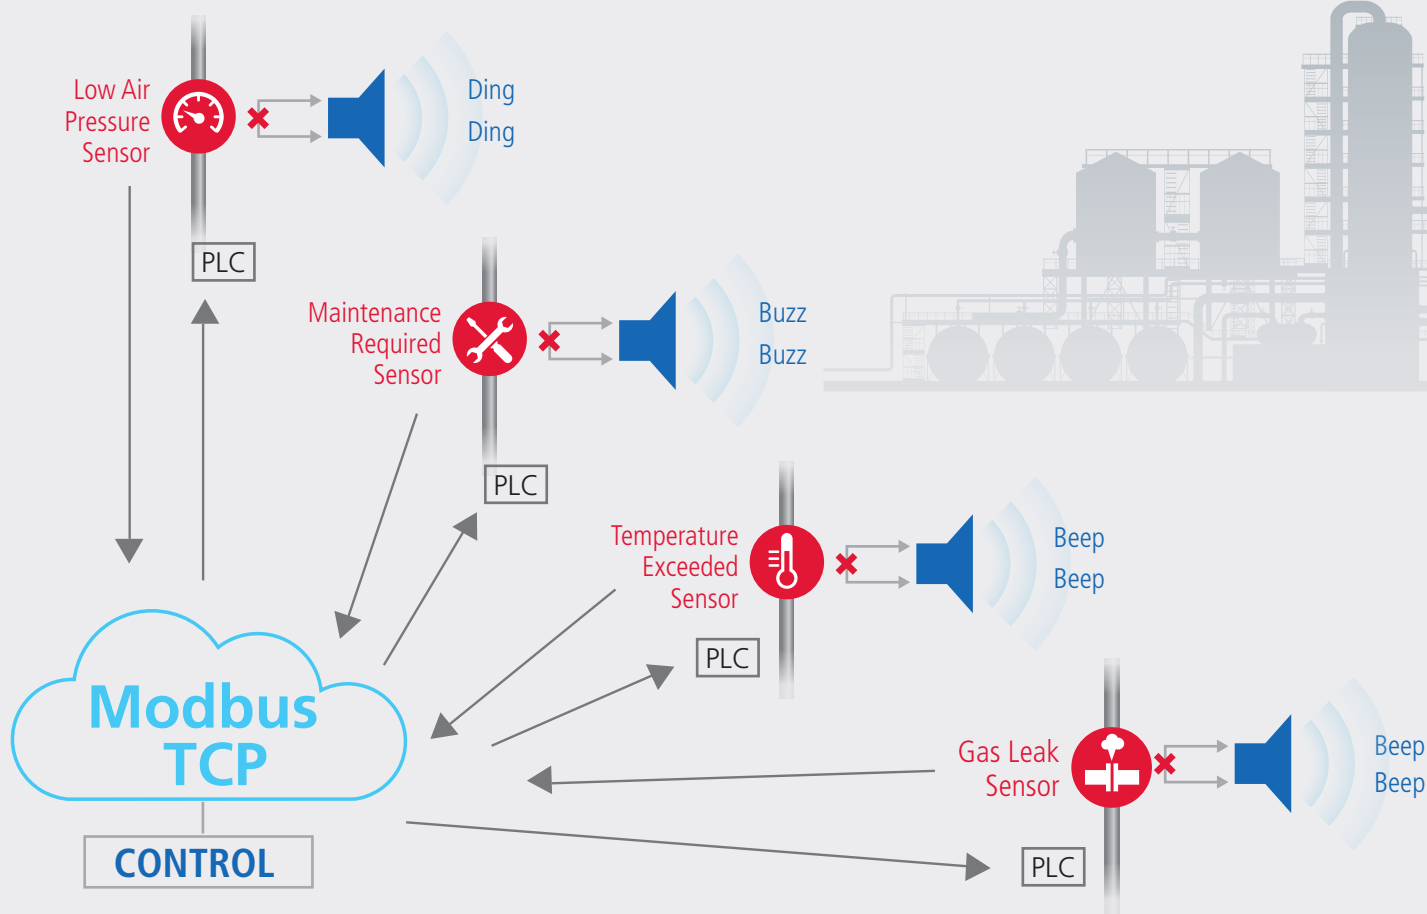 Low Air
Pressure
Sensor
Ding
Ding
PLC
Maintenance
Required
Sensor
Buzz
Buzz
PLC
Temperature
Exceeded
Sensor
Beep
Beep
PLC
Gas Leak
Sensor
Beep
Beep
PLC
Modbus
TCP
CONTROL